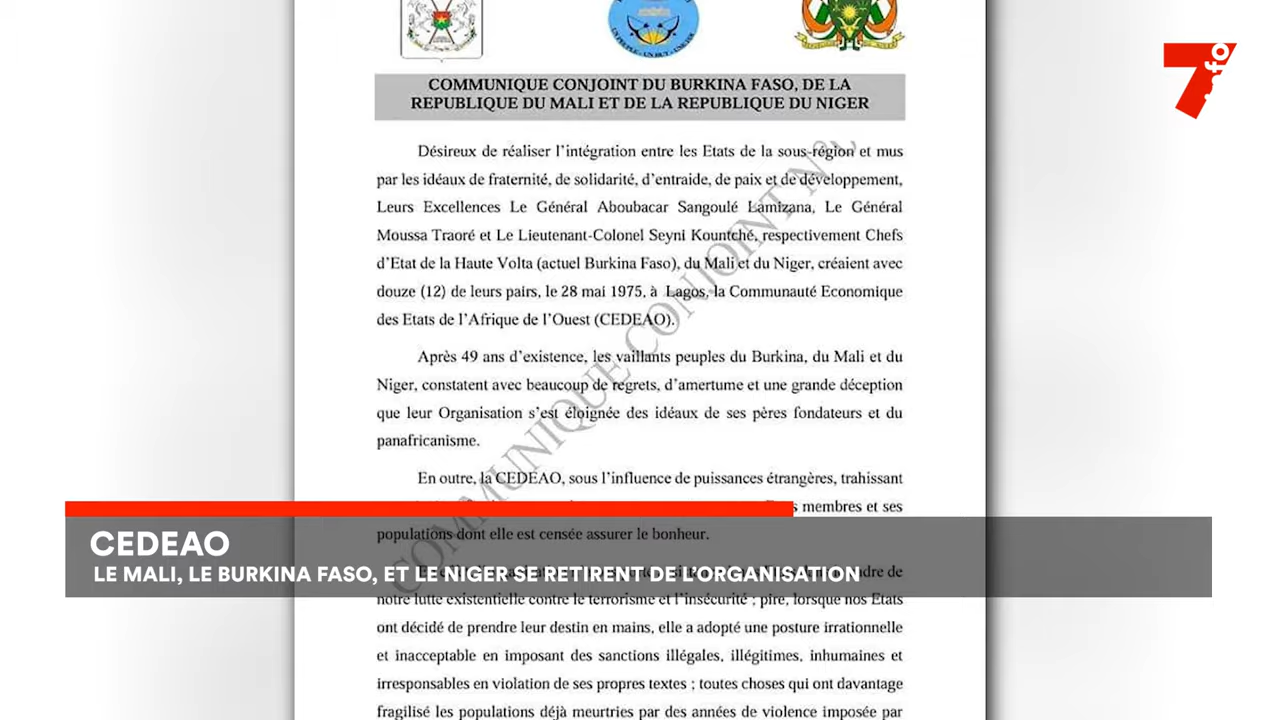 UN PEUPLE - UN BUT - UNE FOI
7info
COMMUNIQUE CONJOINT DU BURKINA FASO, DE LA
REPUBLIQUE DU MALI ET DE LA REPUBLIQUE DU NIGER
Désireux de réaliser l'intégration entre les Etats de la sous-région et mus
par les idéaux de fraternité, de solidarité, d'entraide, de paix et de développement,
Leurs Excellences Le Général Aboubacar Sangoulé Lamizana, Le Général
Moussa Traoré et Le Lieutenant-Colonel Seyni Kountché, respectivement Chefs
d'Etat de la Haute Volta (actuel Burkina Faso), du Mali et du Niger, créaient avec
douze (12) de leurs pairs, le 28 mai 1975, à Lagos, la Communauté Economique
des Etats de l'Afrique de l'Ouest (CEDEAO).
Après 49 ans d'existence, les vaillants peuples du Burkina, du Mali et du
Niger, constatent avec beaucoup de regrets, d'amertume et une grande déception
que leur Organisation s'est éloignée des idéaux de ses pères fondateurs et du
panafricanisme.
En outre, la CEDEAO, sous l'influence de puissances étrangères, trahissant
membres et ses
populations dont elle est censée assurer le bonheur.
CEDEAO
LE MALI, LE BURKINA FASO, ET LE NIGER SE RETIRENT DE L'ORGANISATION
notre lutte existentielle contre le terrorisme et l'insécurité ; pire, lorsque nos Etats
ont décidé de prendre leur destin en mains, elle a adopté une posture irrationnelle
et inacceptable en imposant des sanctions illégales, illégitimes, inhumaines et
irresponsables en violation de ses propres textes ; toutes choses qui ont davantage
fragilisé les populations déjà meurtries par des années de violence imposée par
COMMUNIQUE CONJOINT N°